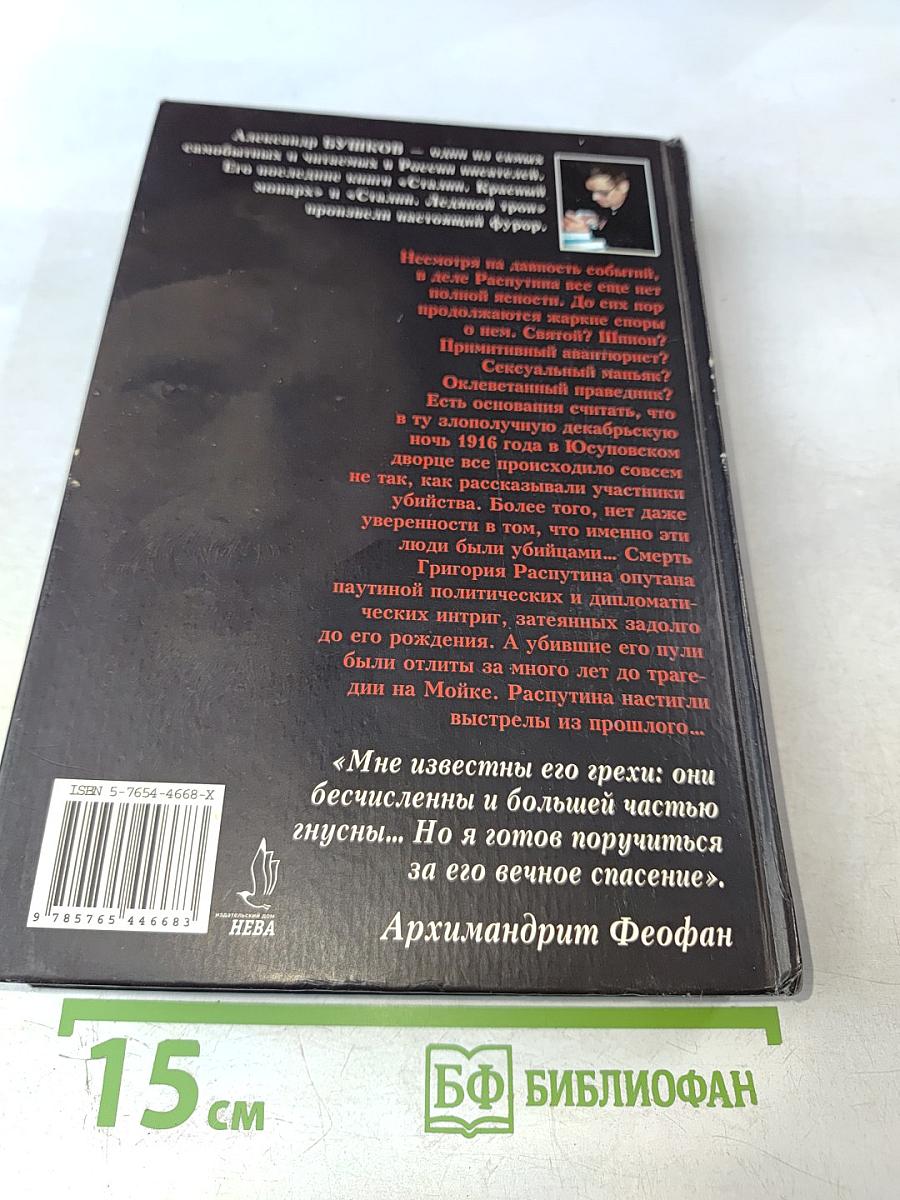 Александр БУШКОВ — один из самых
самобытных и читаемых в России писателей.
Его последние книги «Сталин. Красный
монарх» и «Сталин. Ледяной трон»
произвели настоящий фурор.
Несмотря на давность событий,
в деле Распутина все еще нет
полной ясности. До сих пор
продолжаются жаркие споры
о нем. Святой? Шпион?
Примитивный авантюрист?
Сексуальный маньяк?
Оклеветанный праведник?
Есть основания считать, что
в ту злополучную декабрьскую
ночь 1916 года в Юсуповском
дворце все происходило совсем
не так, как рассказывали участники
убийства. Более того, нет даже
уверенности в том, что именно эти
люди были убийцами... Смерть
Григория Распутина опутана
паутиной политических и дипломати-
ческих интриг, затеянных задолго
до его рождения. А убившие его пули
были отлиты за много лет до траге-
дии на Мойке. Распутина настигли
выстрелы из прошлого...
«Мне известны его грехи: они
бесчисленны и большей частью
гнусны... Но я готов поручиться
за его вечное спасение».
Архимандрит Феофан
ISBN 5-7654-4668-X
9 785765 446683
издательский дом
НЕВА
15 см
БФ БИБЛИОФАН